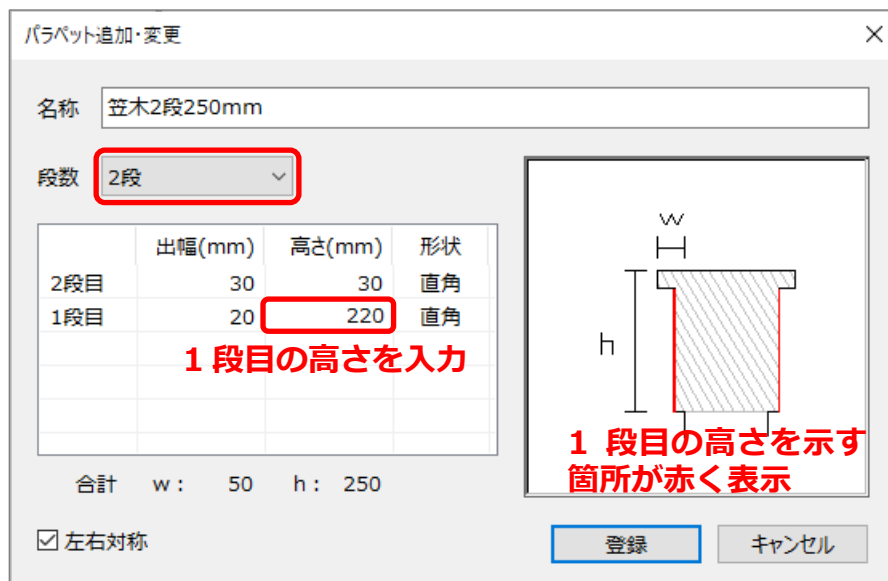 パラペット追加・変更
名称 笠木2段250mm
段数 2段
出幅(mm) 高さ(mm) 形状
2段目 30 30 直角
1段目 20 220 直角
1段目の高さを入力
合計 w： 50 h： 250
w
h
1 段目の高さを示す
箇所が赤く表示
左右対称
登録 キャンセル